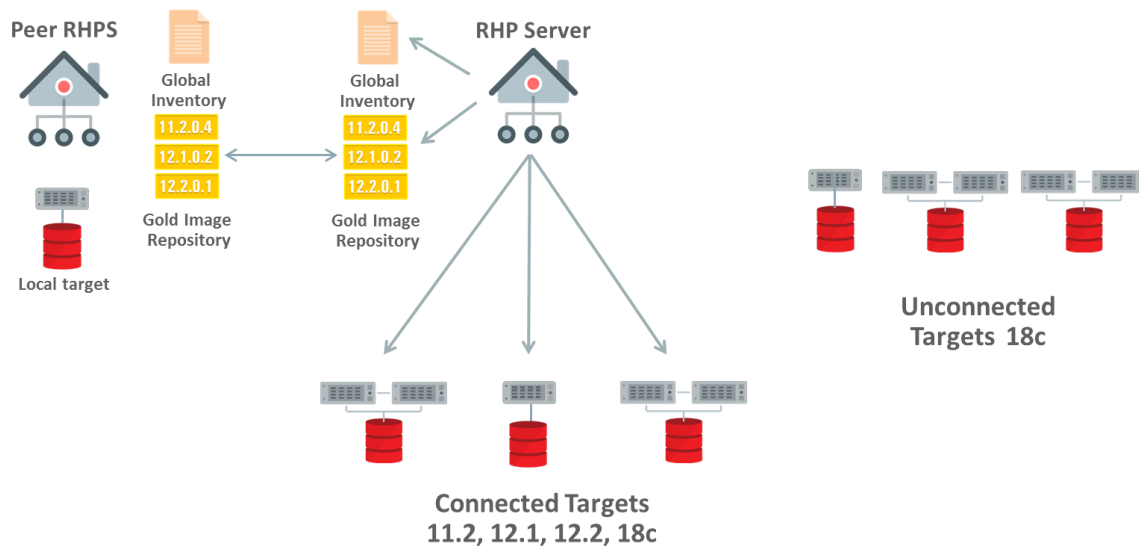 Peer RHPS
RHP Server
Global
Inventory
11.2.0.4
12.1.0.2
12.2.0.1
Gold Image
Repository
Global
Inventory
11.2.0.4
12.1.0.2
12.2.0.1
Gold Image
Repository
Local target
Unconnected
Targets 18c
Connected Targets
11.2, 12.1, 12.2, 18c